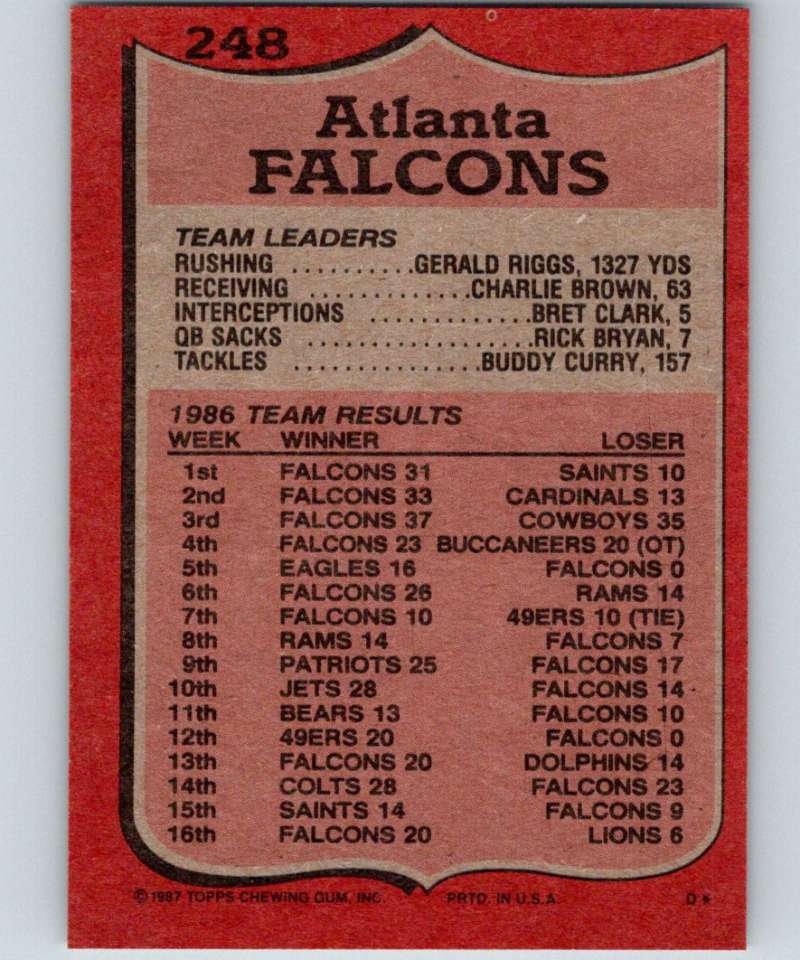 248
Atlanta
FALCONS
TEAM LEADERS
RUSHING ..........GERALD RIGGS, 1327 YDS
RECEIVING .............CHARLIE BROWN, 63
INTERCEPTIONS .............BRET CLARK, 5
QB SACKS ..................RICK BRYAN, 7
TACKLES ...............BUDDY CURRY, 157
1986 TEAM RESULTS
WEEK WINNER LOSER
1st FALCONS 31 SAINTS 10
2nd FALCONS 33 CARDINALS 13
3rd FALCONS 37 COWBOYS 35
4th FALCONS 23 BUCCANEERS 20 (OT)
5th EAGLES 16 FALCONS 0
6th FALCONS 26 RAMS 14
7th FALCONS 10 49ERS 10 (TIE)
8th RAMS 14 FALCONS 7
9th PATRIOTS 25 FALCONS 17
10th JETS 28 FALCONS 14
11th BEARS 13 FALCONS 10
12th 49ERS 20 FALCONS 0
13th FALCONS 20 DOLPHINS 14
14th COLTS 28 FALCONS 23
15th SAINTS 14 FALCONS 9
16th FALCONS 20 LIONS 6
© 1987 TOPPS CHEWING GUM, INC. PRTD. IN U.S.A. D*